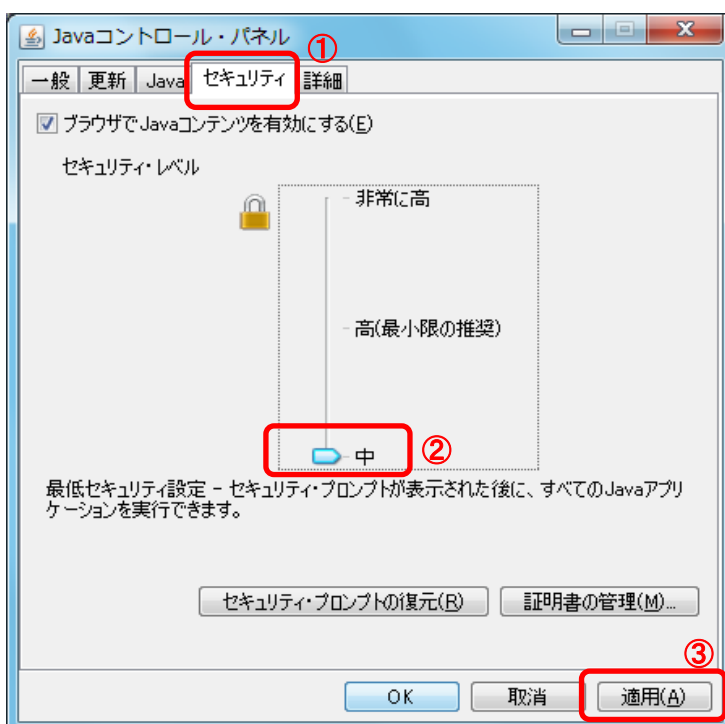 Javaコントロール・パネル
①
一般 更新 Java セキュリティ 詳細
ブラウザでJavaコンテンツを有効にする(E)
セキュリティ・レベル
非常に高
高(最小限の推奨)
中 ②
最低セキュリティ設定 - セキュリティ・プロンプトが表示された後に、すべてのJavaアプリ
ケーションを実行できます。
セキュリティ・プロンプトの復元(R) 証明書の管理(M)...
③
OK 取消 適用(A)